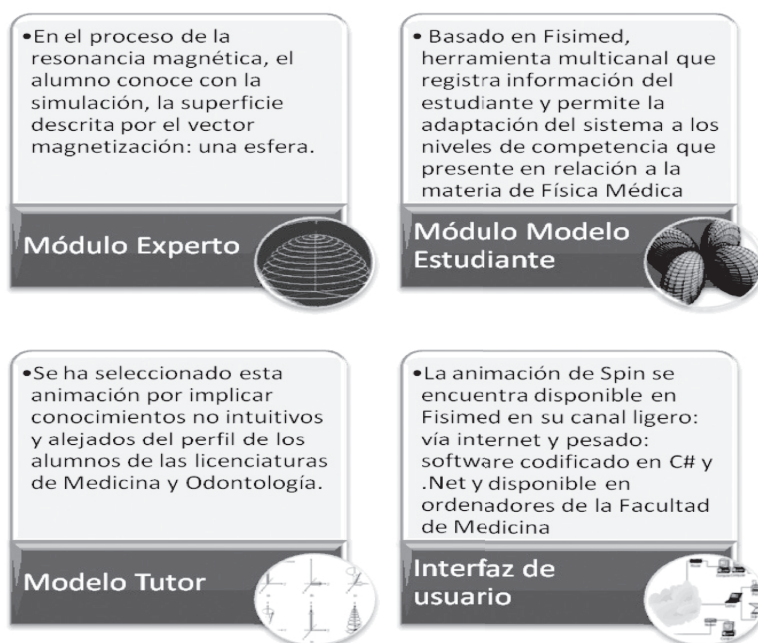 •En el proceso de la
resonancia magnética, el
alumno conoce con la
simulación, la superficie
descrita por el vector
magnetización: una esfera.
Módulo Experto
• Basado en Fisimed,
herramienta multicanal que
registra información del
estudiante y permite la
adaptación del sistema a los
niveles de competencia que
presente en relación a la
materia de Física Médica
Módulo Modelo
Estudiante
•Se ha seleccionado esta
animación por implicar
conocimientos no intuitivos
y alejados del perfil de los
alumnos de las licenciaturas
de Medicina y Odontología.
Modelo Tutor
•La animación de Spin se
encuentra disponible en
Fisimed en su canal ligero:
vía internet y pesado:
software codificado en C# y
.Net y disponible en
ordenadores de la Facultad
de Medicina
Interfaz de
usuario